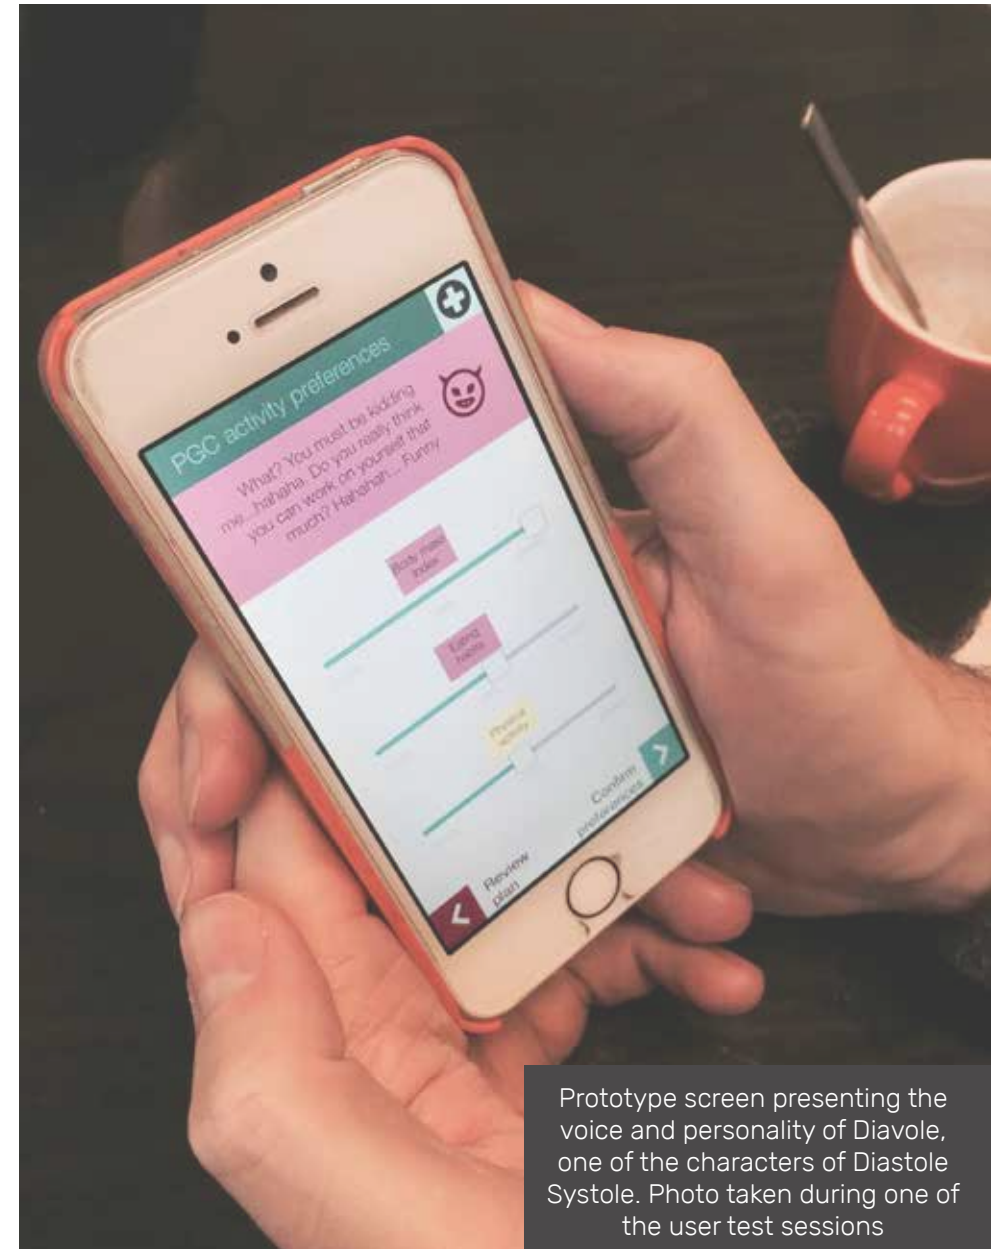 PGC activity preferences
What? You must be kidding
me...hahaha. Do you really think
you can work on yourself that
much? Hahahah.... Funny
Body mass
Index
Eating
habits
Physical
activity
Confirm
preferences
Review
plan
Prototype screen presenting the
voice and personality of Diavole,
one of the characters of Diastole
Systole. Photo taken during one of
the user test sessions